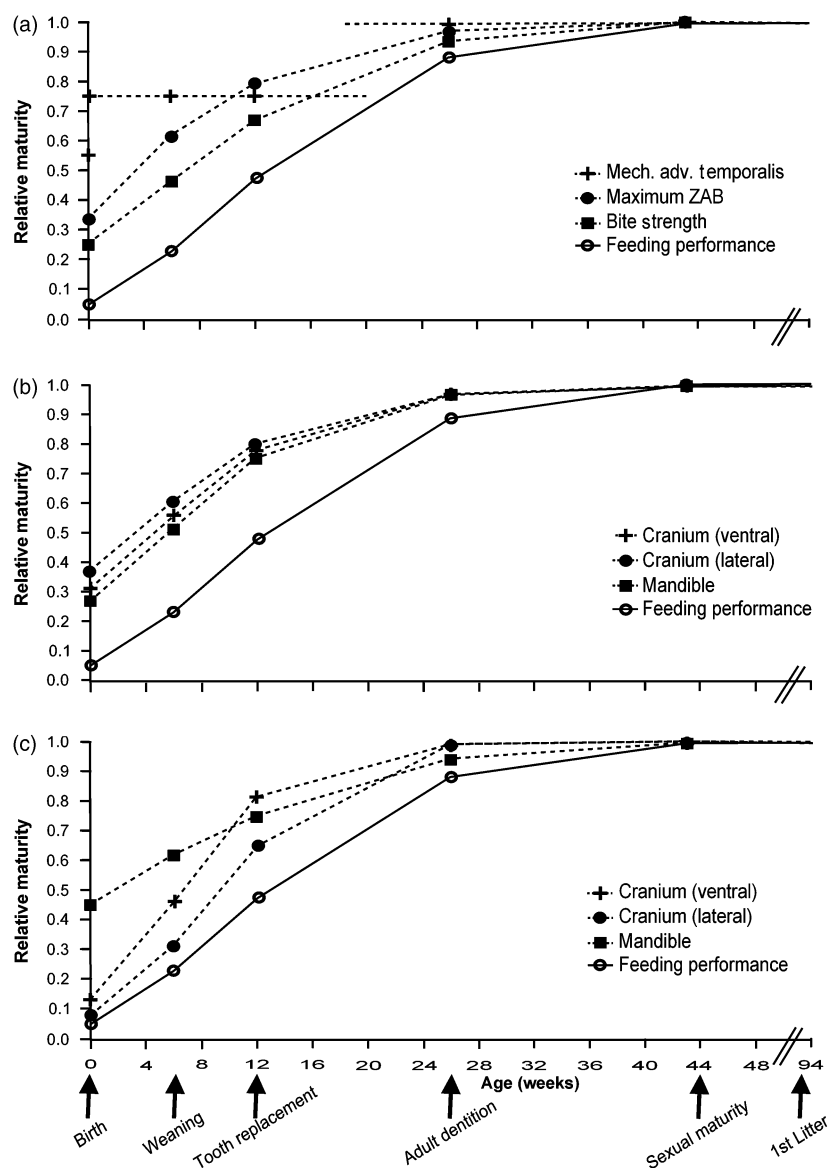 (a)
Relative maturity
1.0
0.9
0.8
0.7
0.6
0.5
0.4
0.3
0.2
0.1
0.0
Mech. adv. temporalis
Maximum ZAB
Bite strength
Feeding performance
(b)
Relative maturity
1.0
0.9
0.8
0.7
0.6
0.5
0.4
0.3
0.2
0.1
0.0
Cranium (ventral)
Cranium (lateral)
Mandible
Feeding performance
(c)
Relative maturity
1.0
0.9
0.8
0.7
0.6
0.5
0.4
0.3
0.2
0.1
0.0
Cranium (ventral)
Cranium (lateral)
Mandible
Feeding performance
0 4 8 12 16 20 24 28 32 36 40 44 48 94
Age (weeks)
Birth
Weaning
Tooth replacement
Adult dentition
Sexual maturity
1st Litter